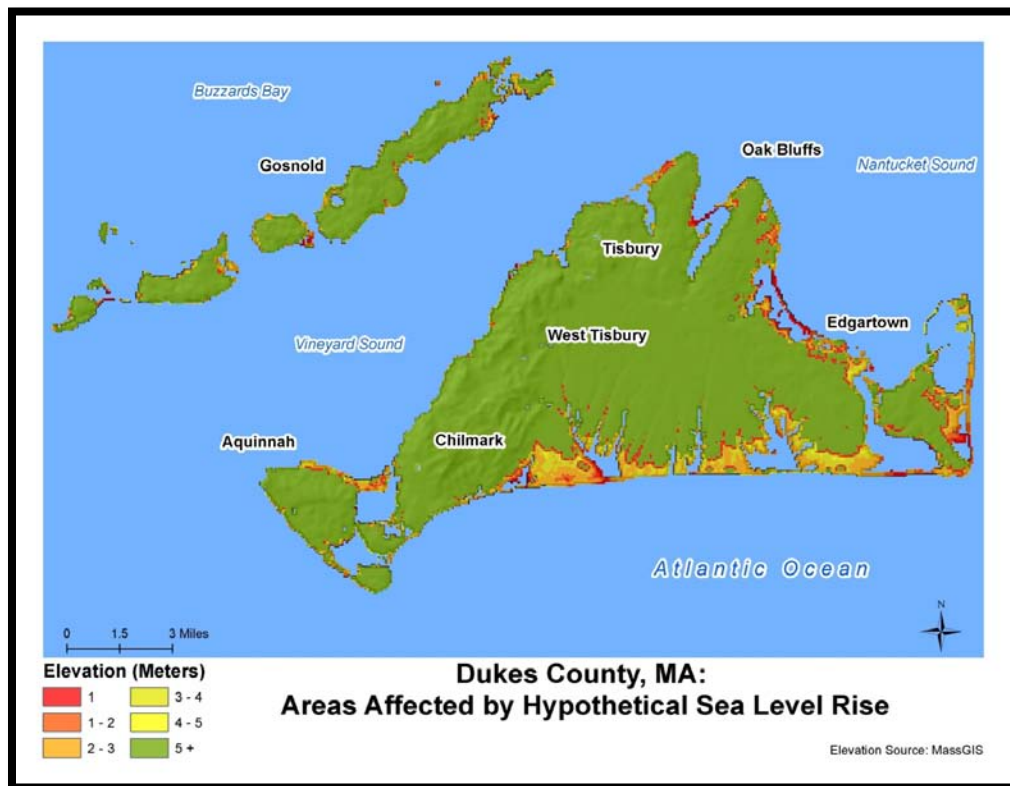 Buzzards Bay
Oak Bluffs
Gosnold
Nantucket Sound
Tisbury
Edgartown
West Tisbury
Vineyard Sound
Aquinnah
Chilmark
Atlantic Ocean
N
0 1.5 3 Miles
Elevation (Meters)
1
1 - 2
2 - 3
3 - 4
4 - 5
5 +
Dukes County, MA:
Areas Affected by Hypothetical Sea Level Rise
Elevation Source: MassGIS